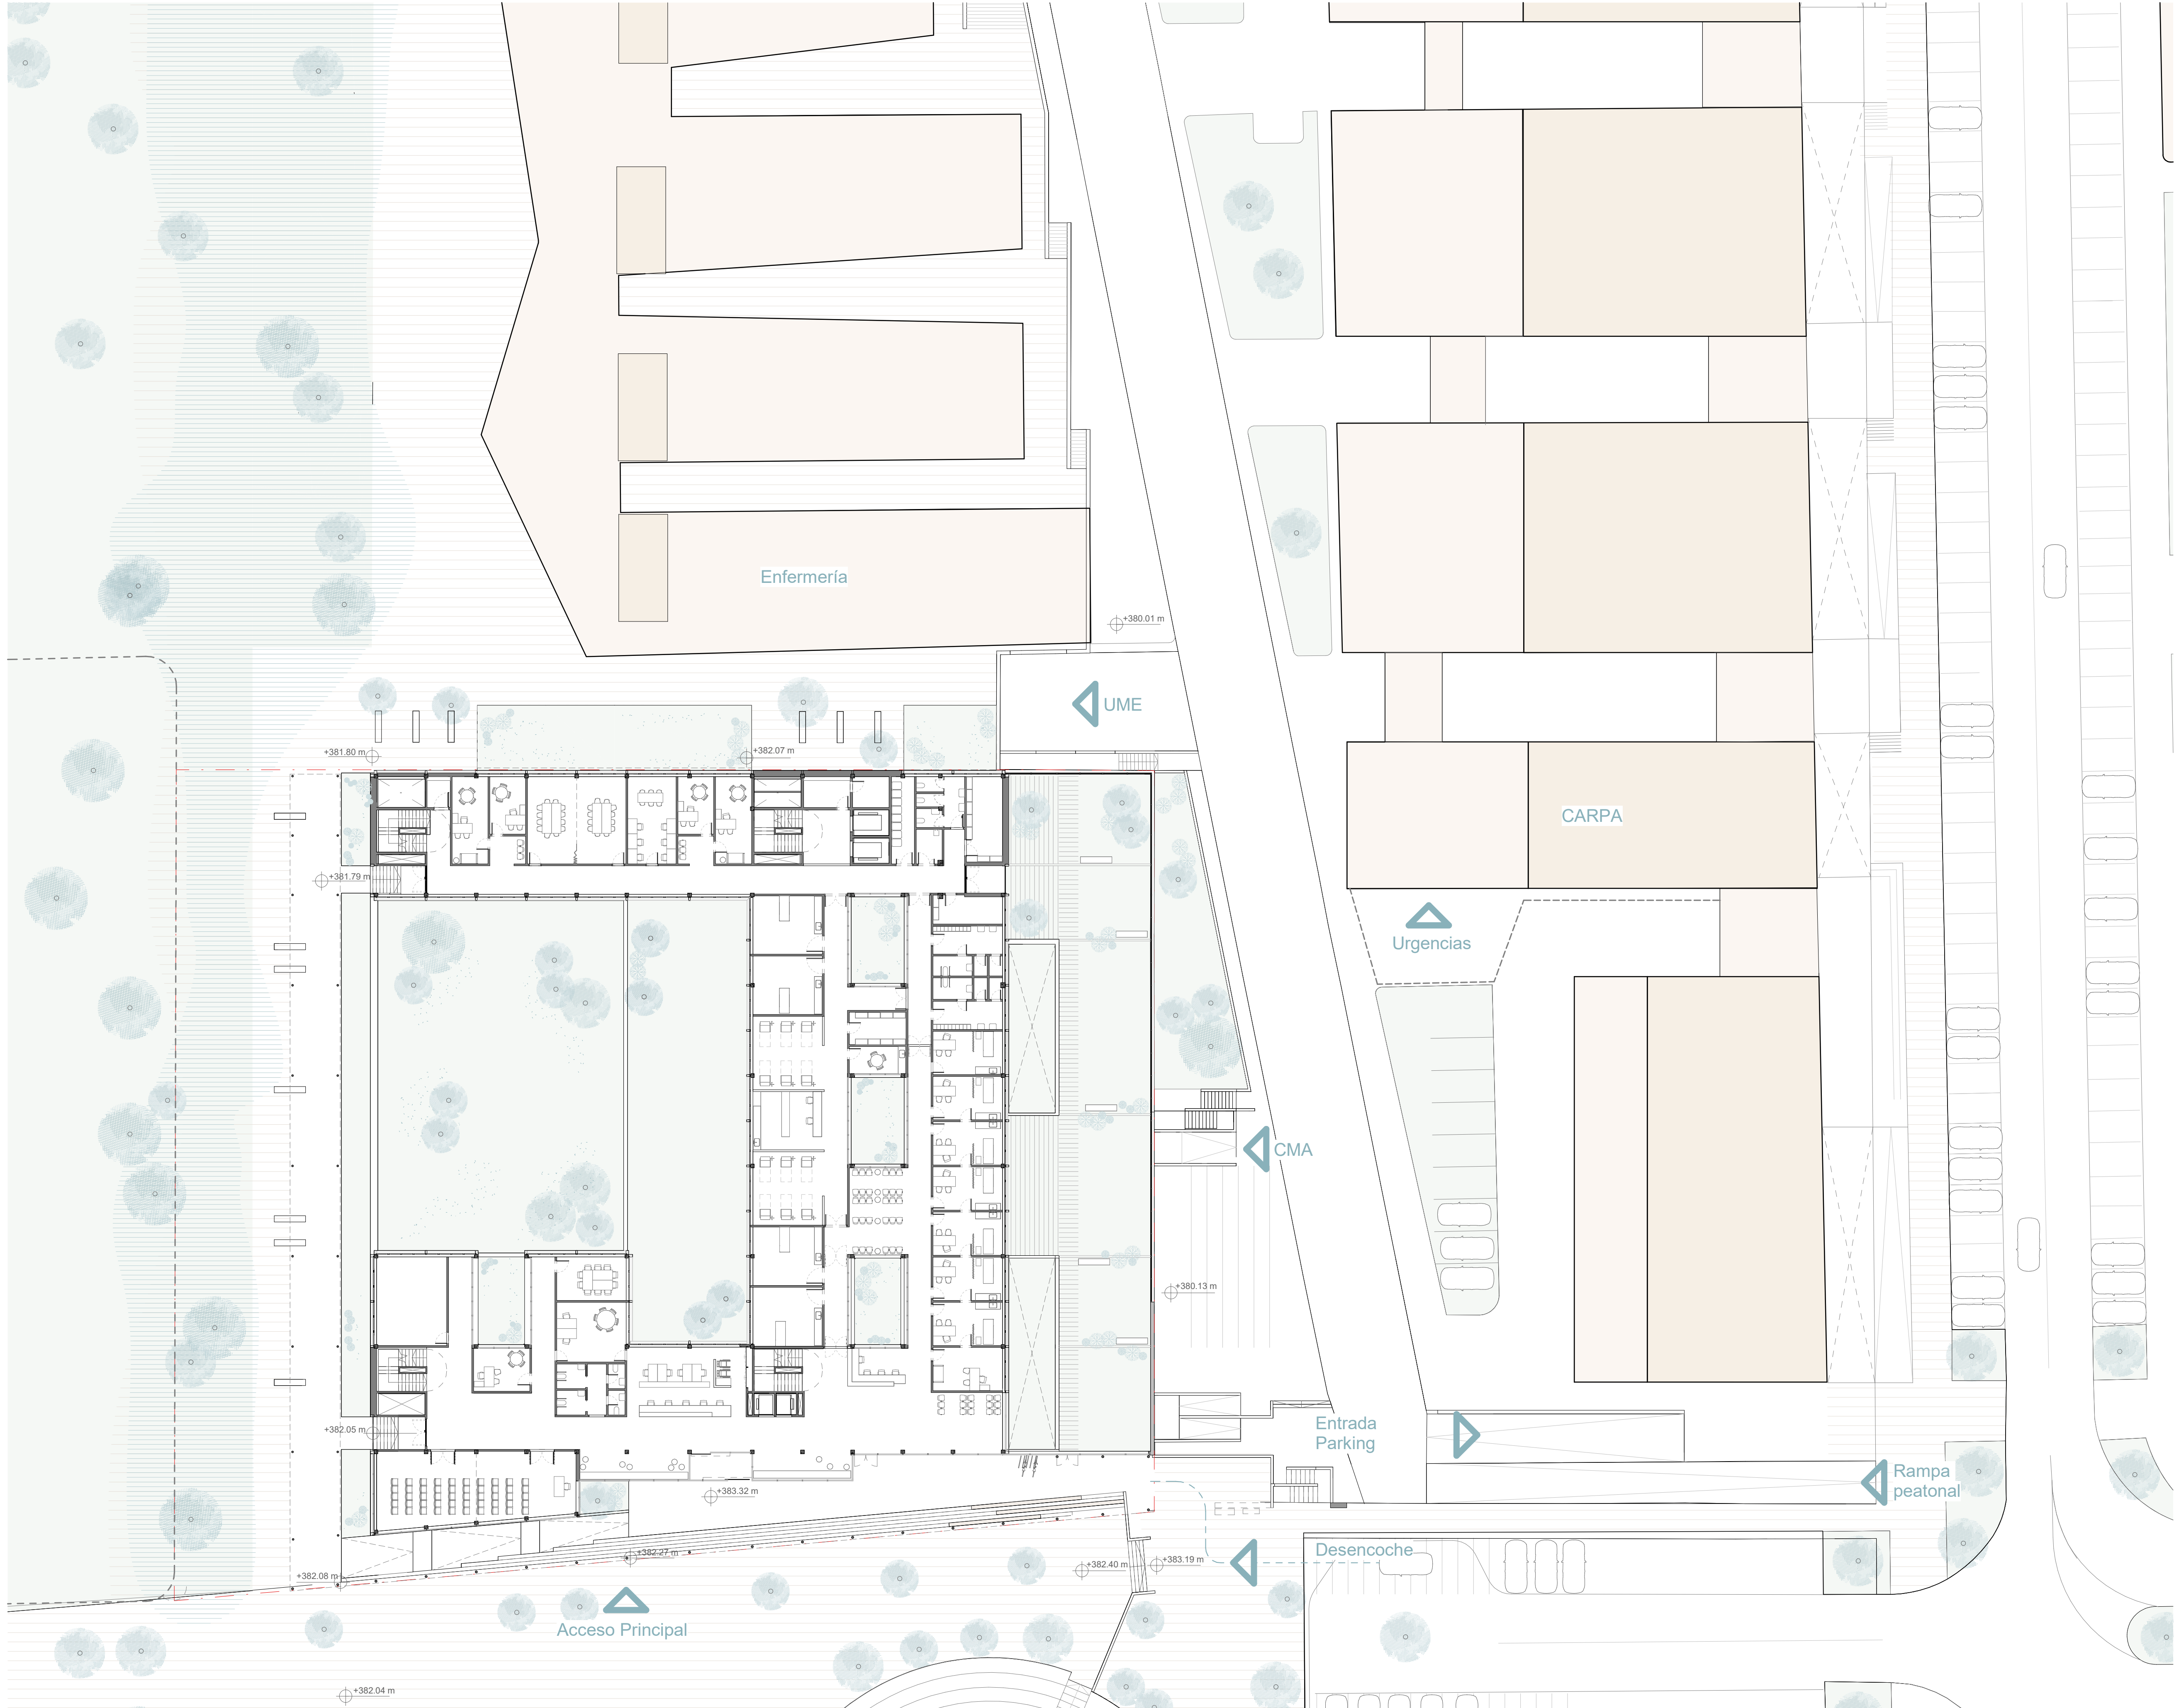 Enfermería
+380.01 m
UME
+381.80 m
+382.07 m
CARPA
+381.79 m
Urgencias
CMA
+380.13 m
Entrada
Parking
+382.05 m
Rampa
peatonal
+383.32 m
Desencoche
+382.27 m
+382.40 m
+383.19 m
+382.08 m
Acceso Principal
+382.04 m